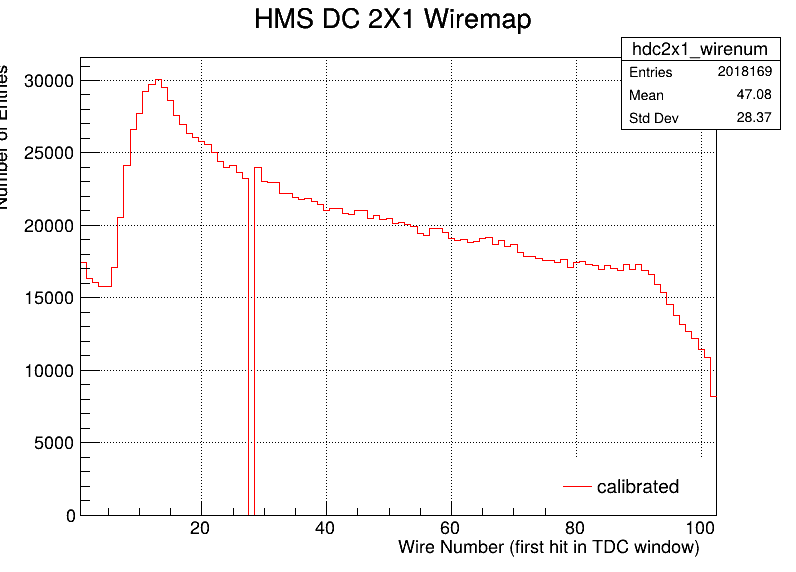 HMS DC 2X1 Wiremap
hdc2x1_wirenum
Entries 2018169
Mean 47.08
Std Dev 28.37
Number of Entries
30000
25000
20000
15000
10000
5000
0
calibrated
20 40 60 80 100
Wire Number (first hit in TDC window)